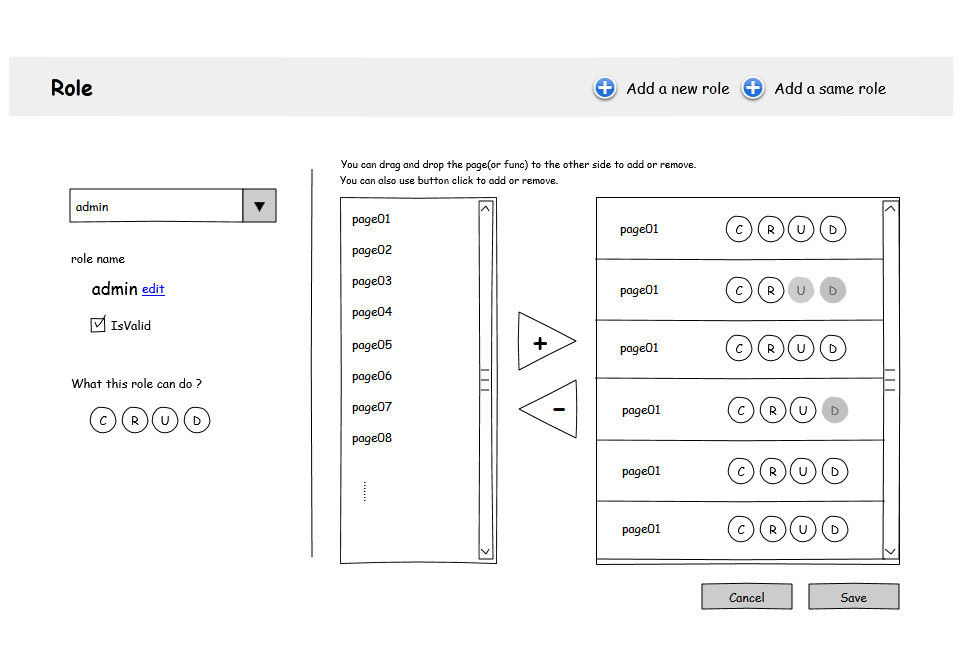 Role
Add a new role
Add a same role
You can drag and drop the page(or func) to the other side to add or remove.
You can also use button click to add or remove.
admin
role name
admin edit
IsValid
What this role can do ?
C R U D
page01
page02
page03
page04
page05
page06
page07
page08
+
-
page01 C R U D
page01 C R U D
page01 C R U D
page01 C R U D
page01 C R U D
page01 C R U D
Cancel
Save